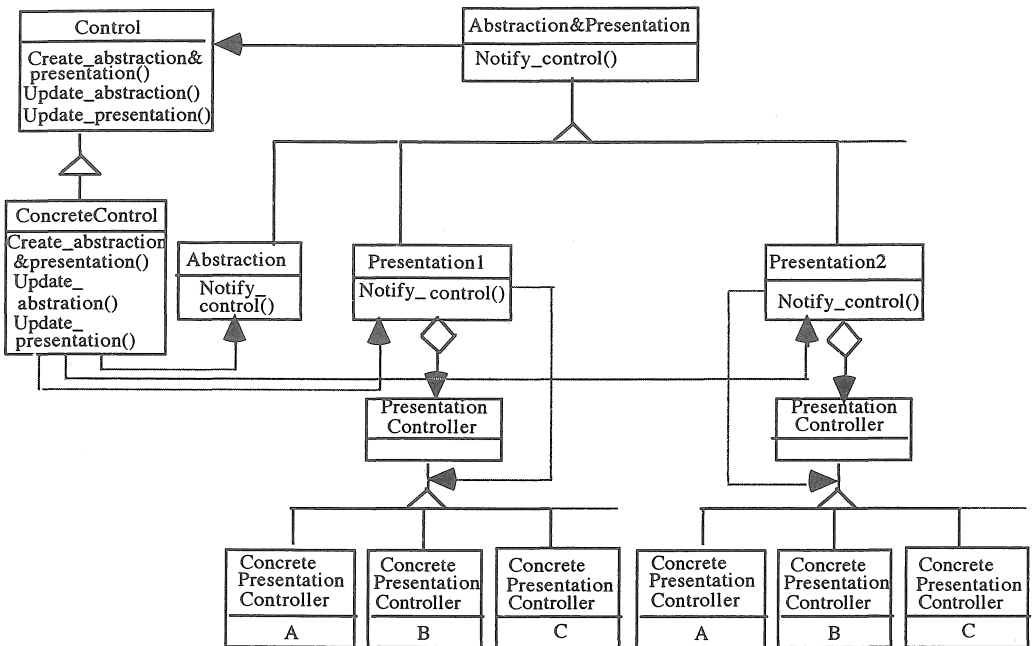 Control
Create_abstraction&
presentation()
Update_abstraction()
Update_presentation()
Abstraction&Presentation
Notify_control()
ConcreteControl
Create_abstraction
&presentation()
Update_
abstration()
Update_
presentation()
Abstraction
Notify_
control()
Presentation1
Notify_control()
Presentation2
Notify_control()
Presentation
Controller
Presentation
Controller
Concrete
Presentation
Controller
A
Concrete
Presentation
Controller
B
Concrete
Presentation
Controller
C
Concrete
Presentation
Controller
A
Concrete
Presentation
Controller
B
Concrete
Presentation
Controller
C